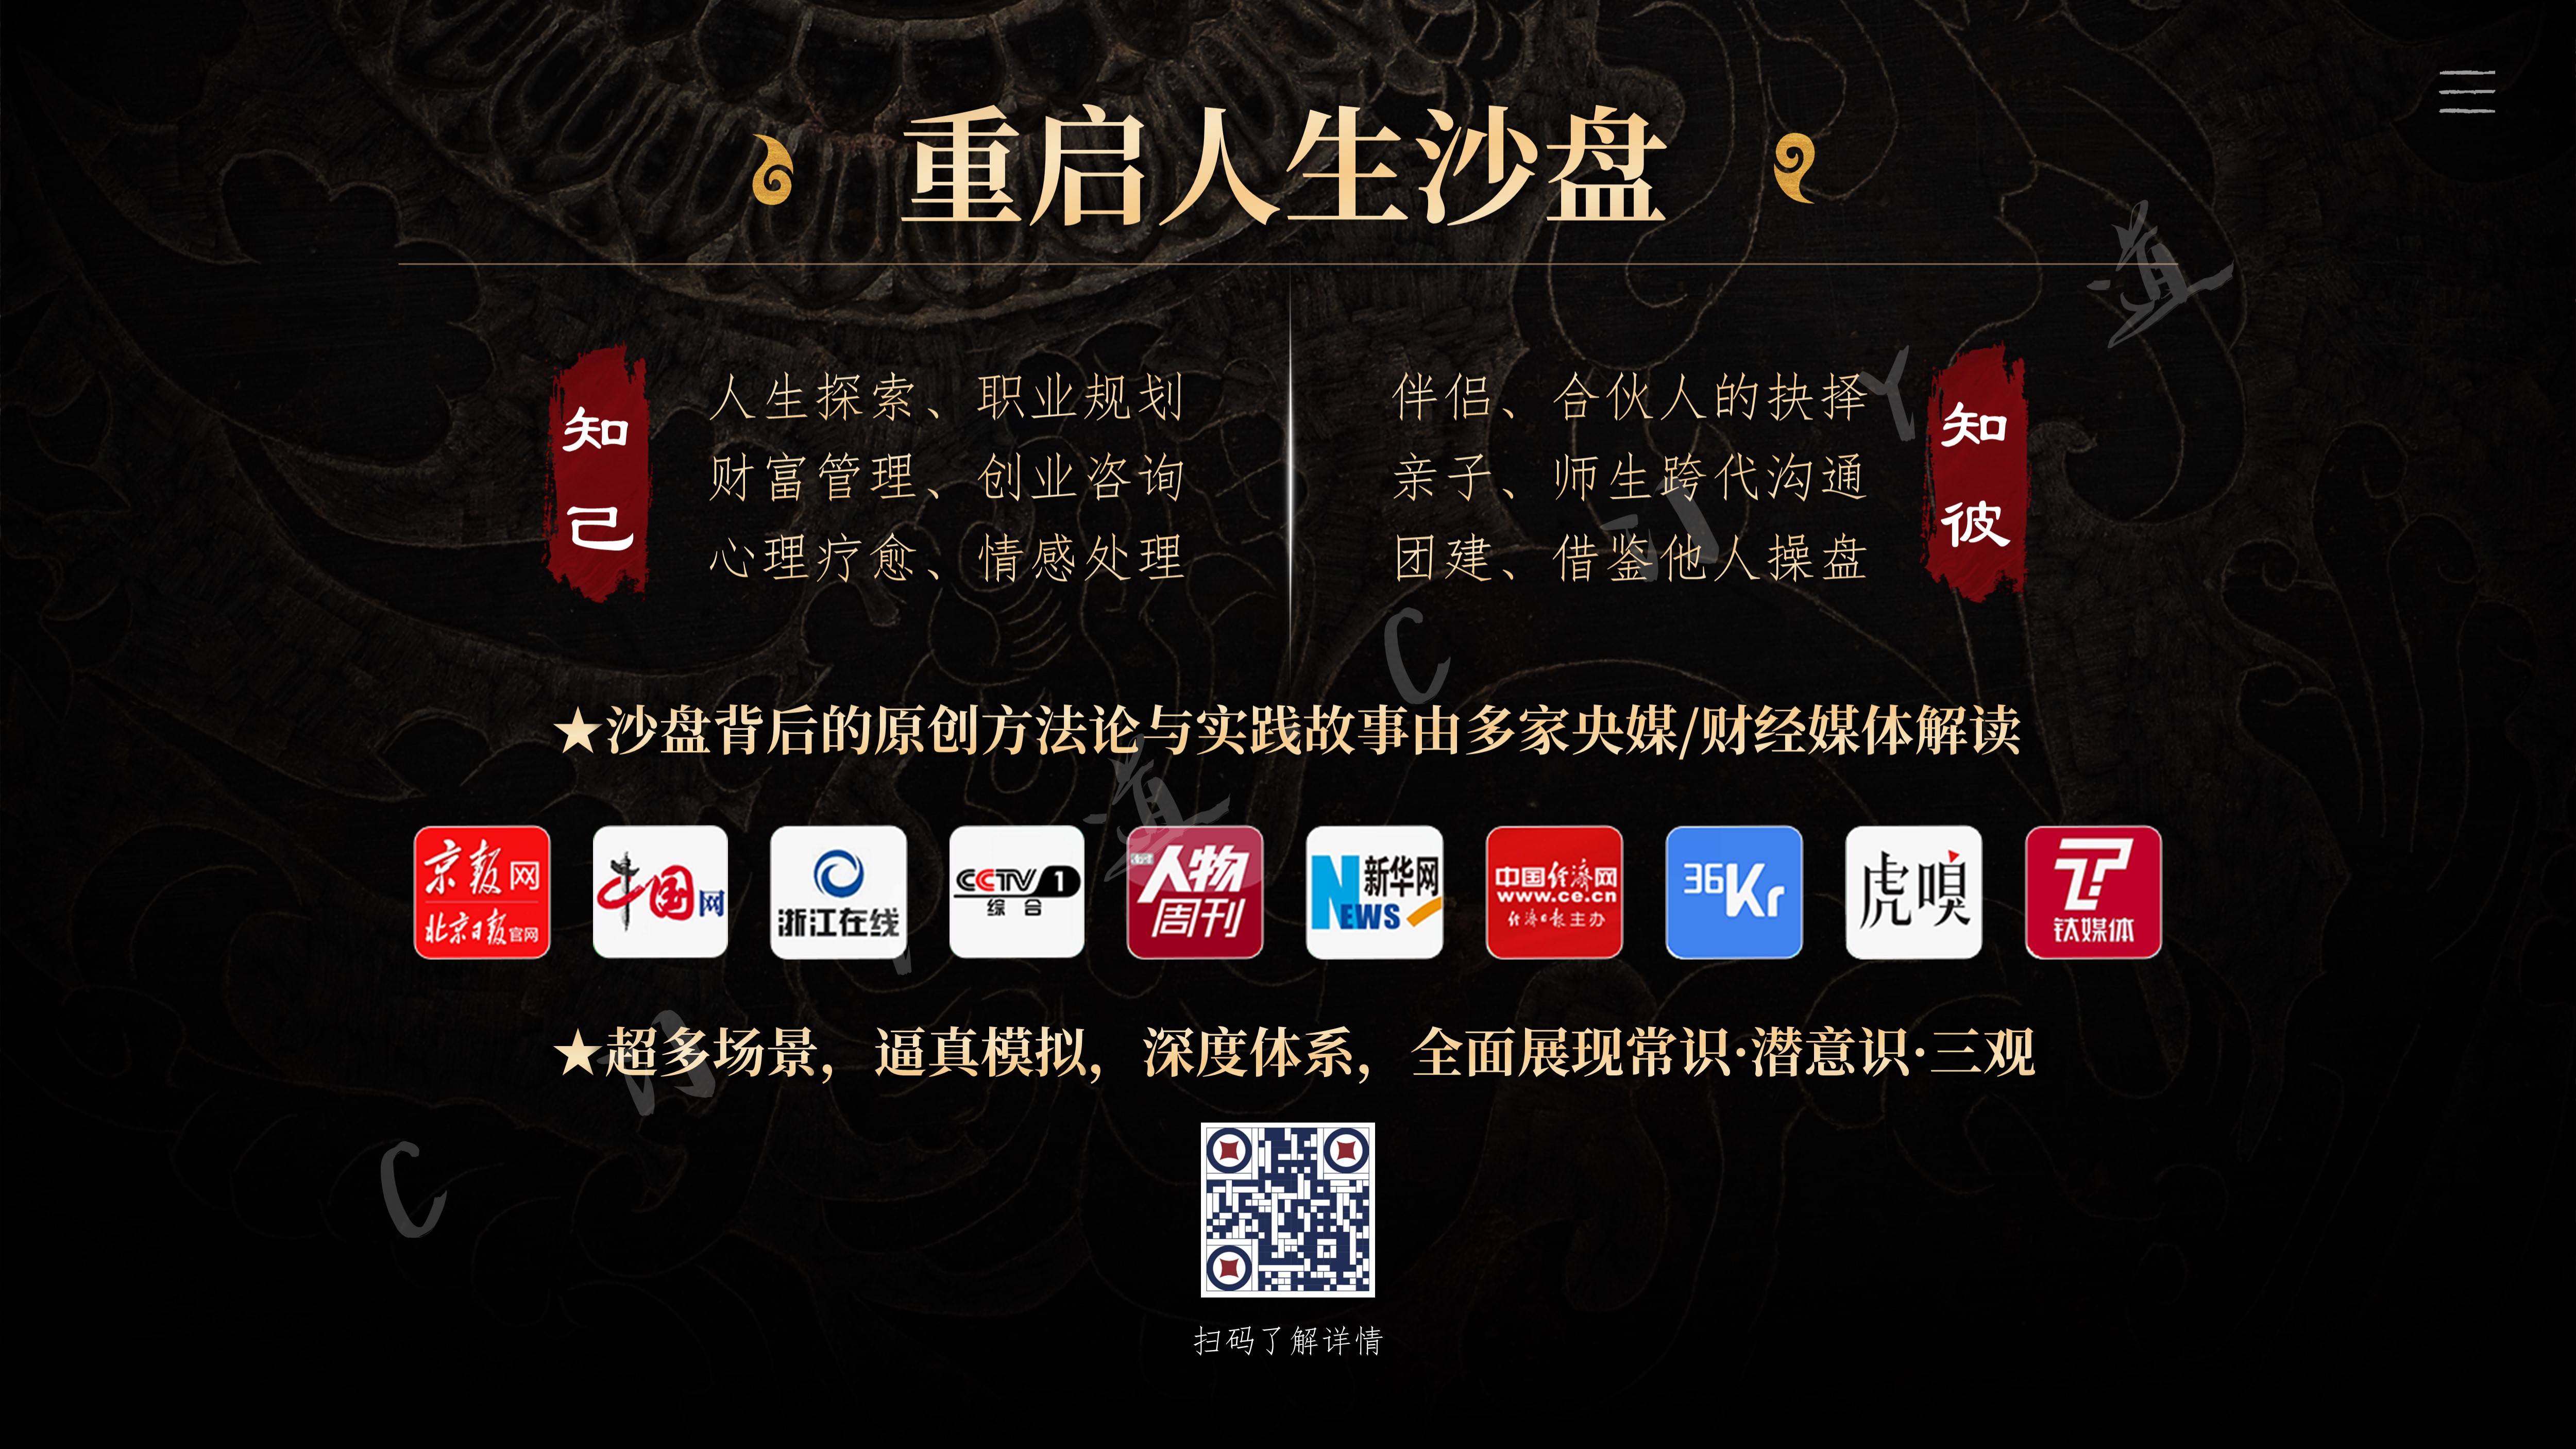 重启人生沙盘
知己
人生探索、职业规划
财富管理、创业咨询
心理疗愈、情感处理
伴侣、合伙人的抉择
亲子、师生跨代沟通
团建、借鉴他人操盘
知彼
★沙盘背后的原创方法论与实践故事由多家央媒/财经媒体解读
京报网
北京日报官网
中国网
浙江在线
CCTV 1
综合
人物
周刊
新华网
NEWS
中国经济网
www.ce.cn
经济日报主办
36Kr
虎嗅
钛媒体
★超多场景，逼真模拟，深度体系，全面展现常识·潜意识·三观
扫码了解详情